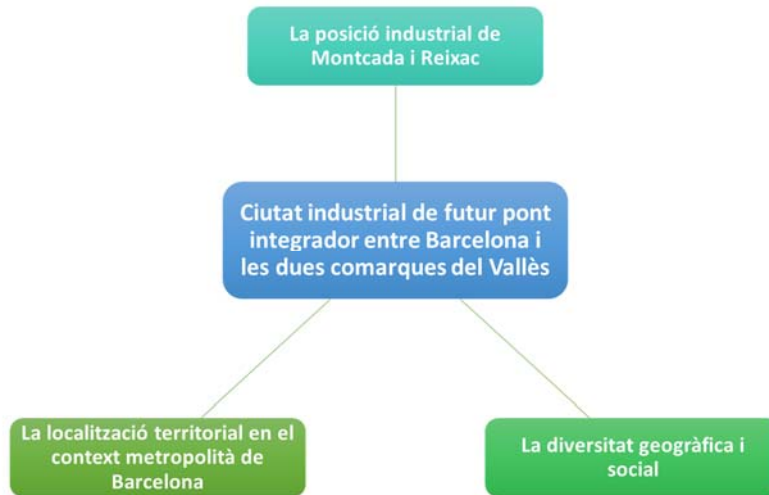 La posició industrial de
Montcada i Reixac
Ciutat industrial de futur pont
integrador entre Barcelona i
les dues comarques del Vallès
La localització territorial en el
context metropolità de
Barcelona
La diversitat geogràfica i
social